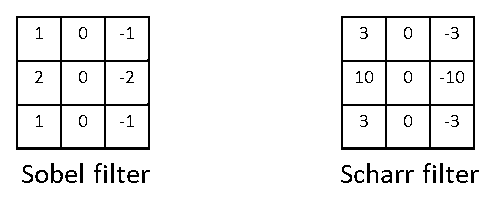 1 0 -1 3 0 -3
2 0 -2 10 0 -10
1 0 -1 3 0 -3
Sobel filter Scharr filter